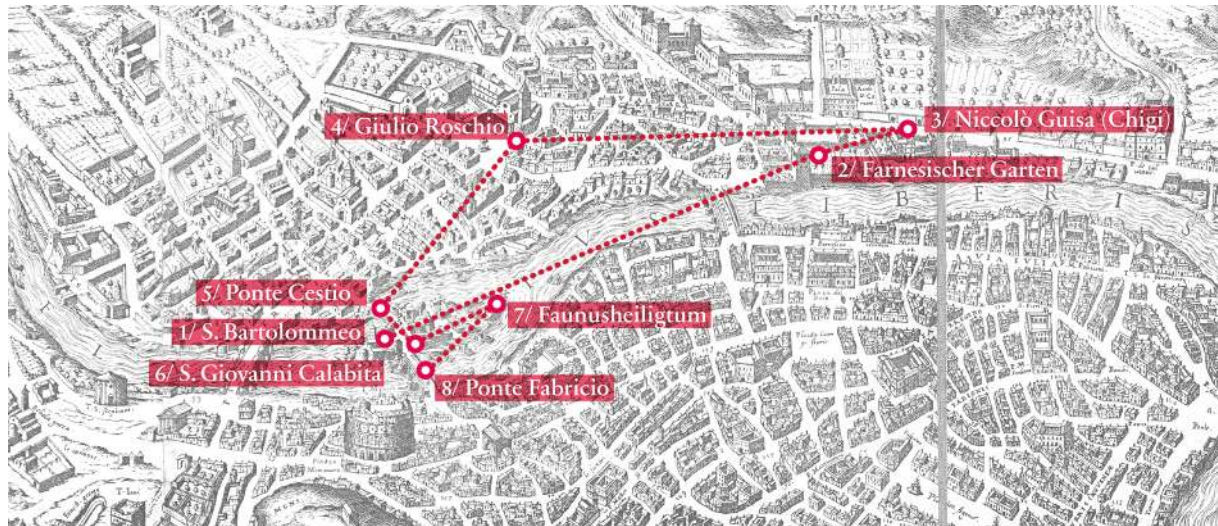 4/ Giulio Roschio
3/ Niccolò Guisa (Chigi)
2/ Farnesischer Garten
T I B E R I S
5/ Ponte Cestio
7/ Faunusheiligtum
1/ S. Bartolommeo
6/ S. Giovanni Calabita
8/ Ponte Fabricio